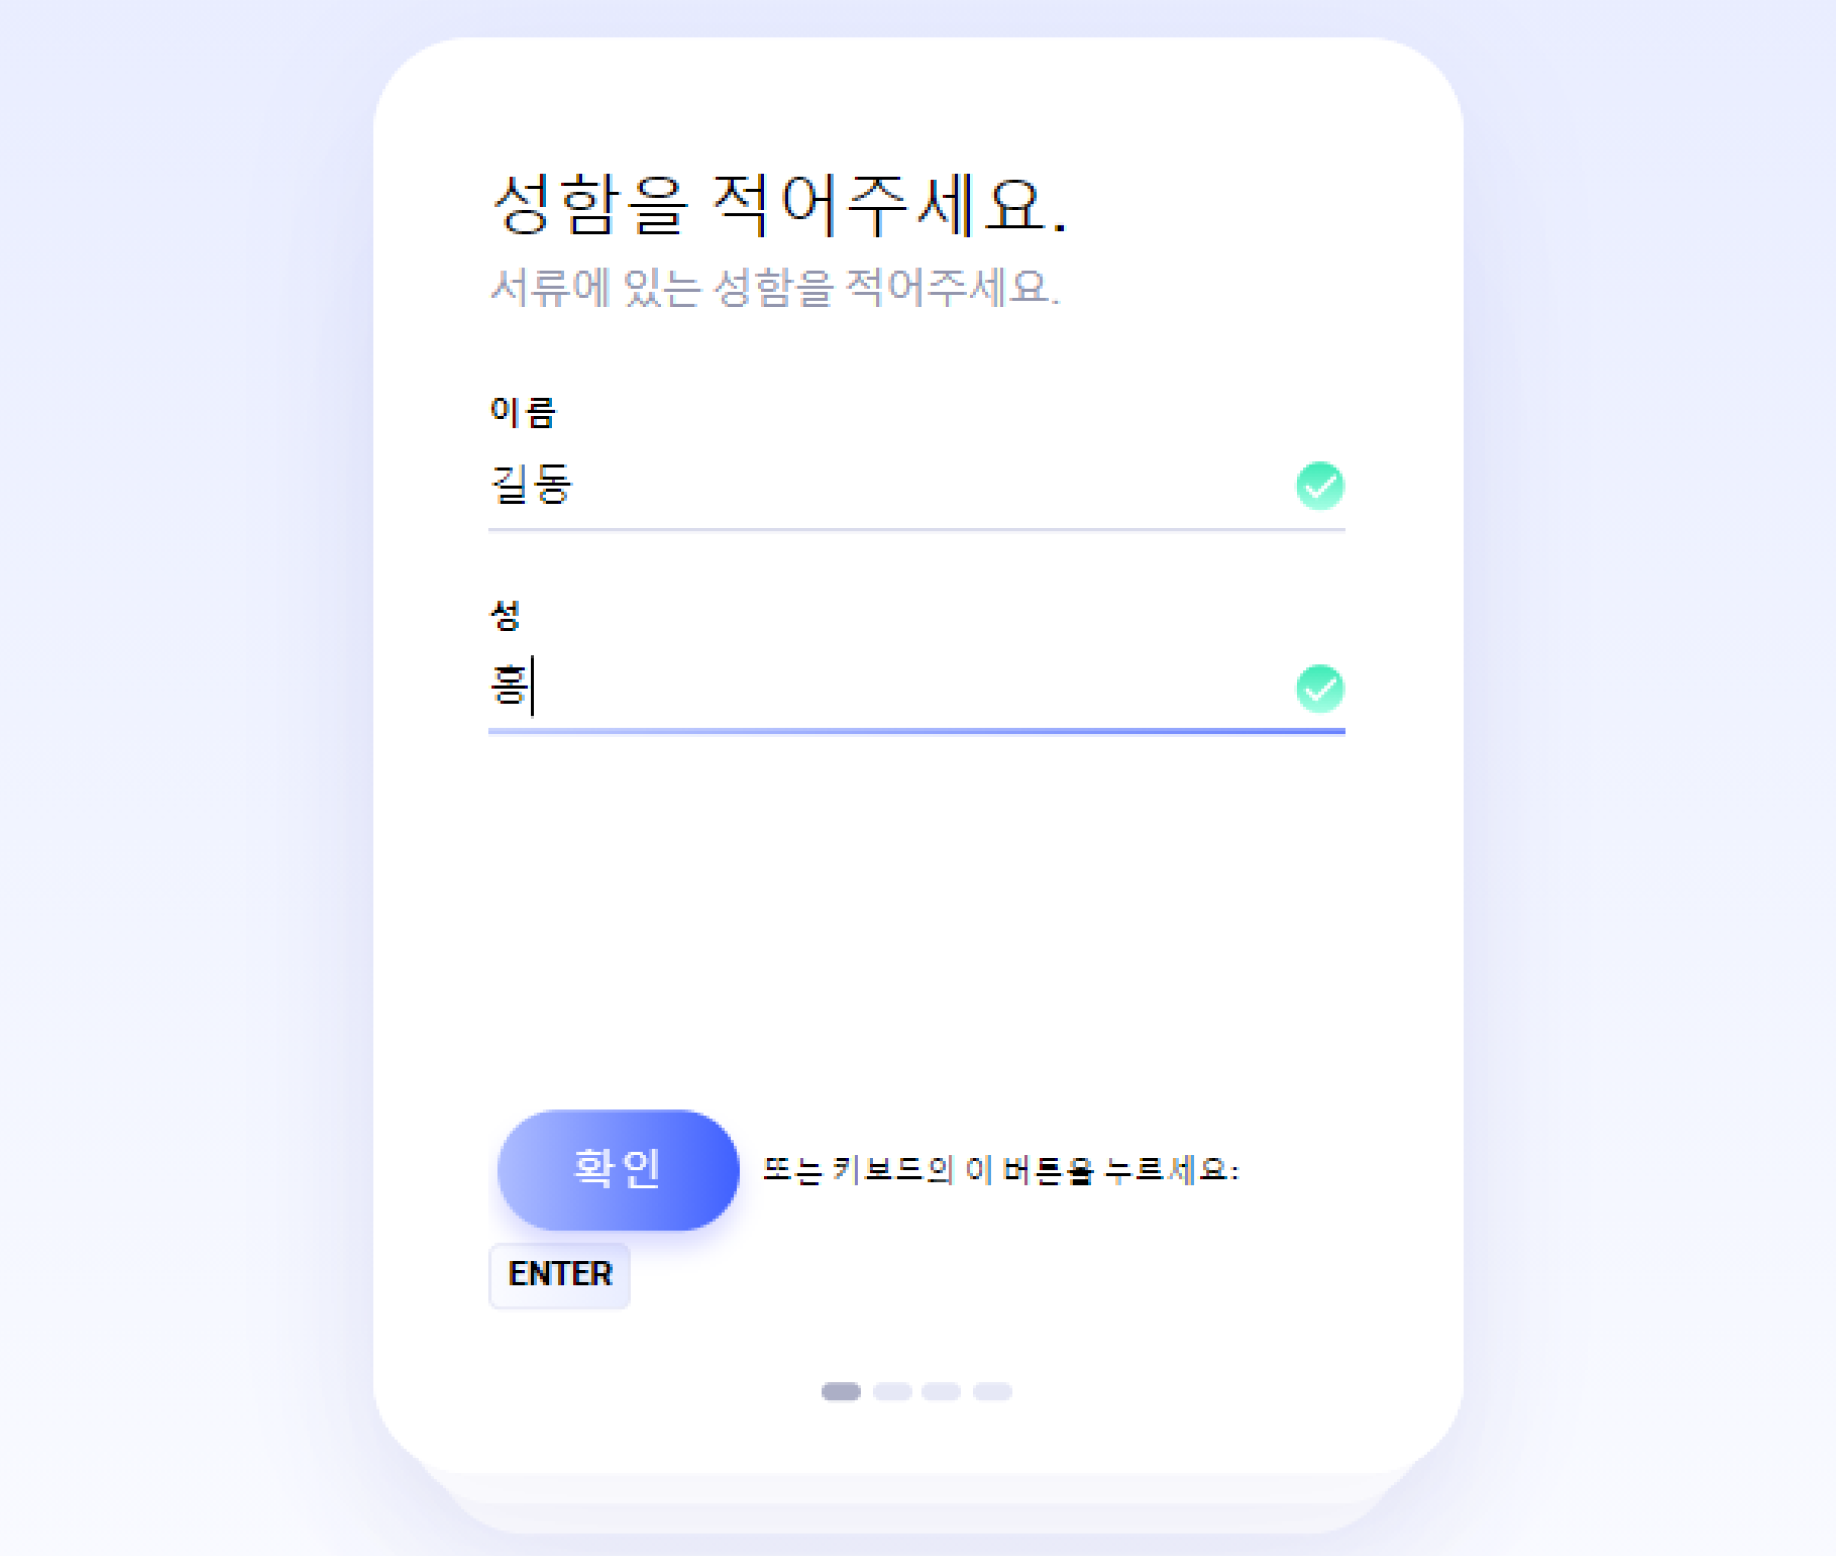 성함을 적어주세요.
서류에 있는 성함을 적어주세요.
이름
길동
성
홍
확인 또는 키보드의 이 버튼을 누르세요:
ENTER